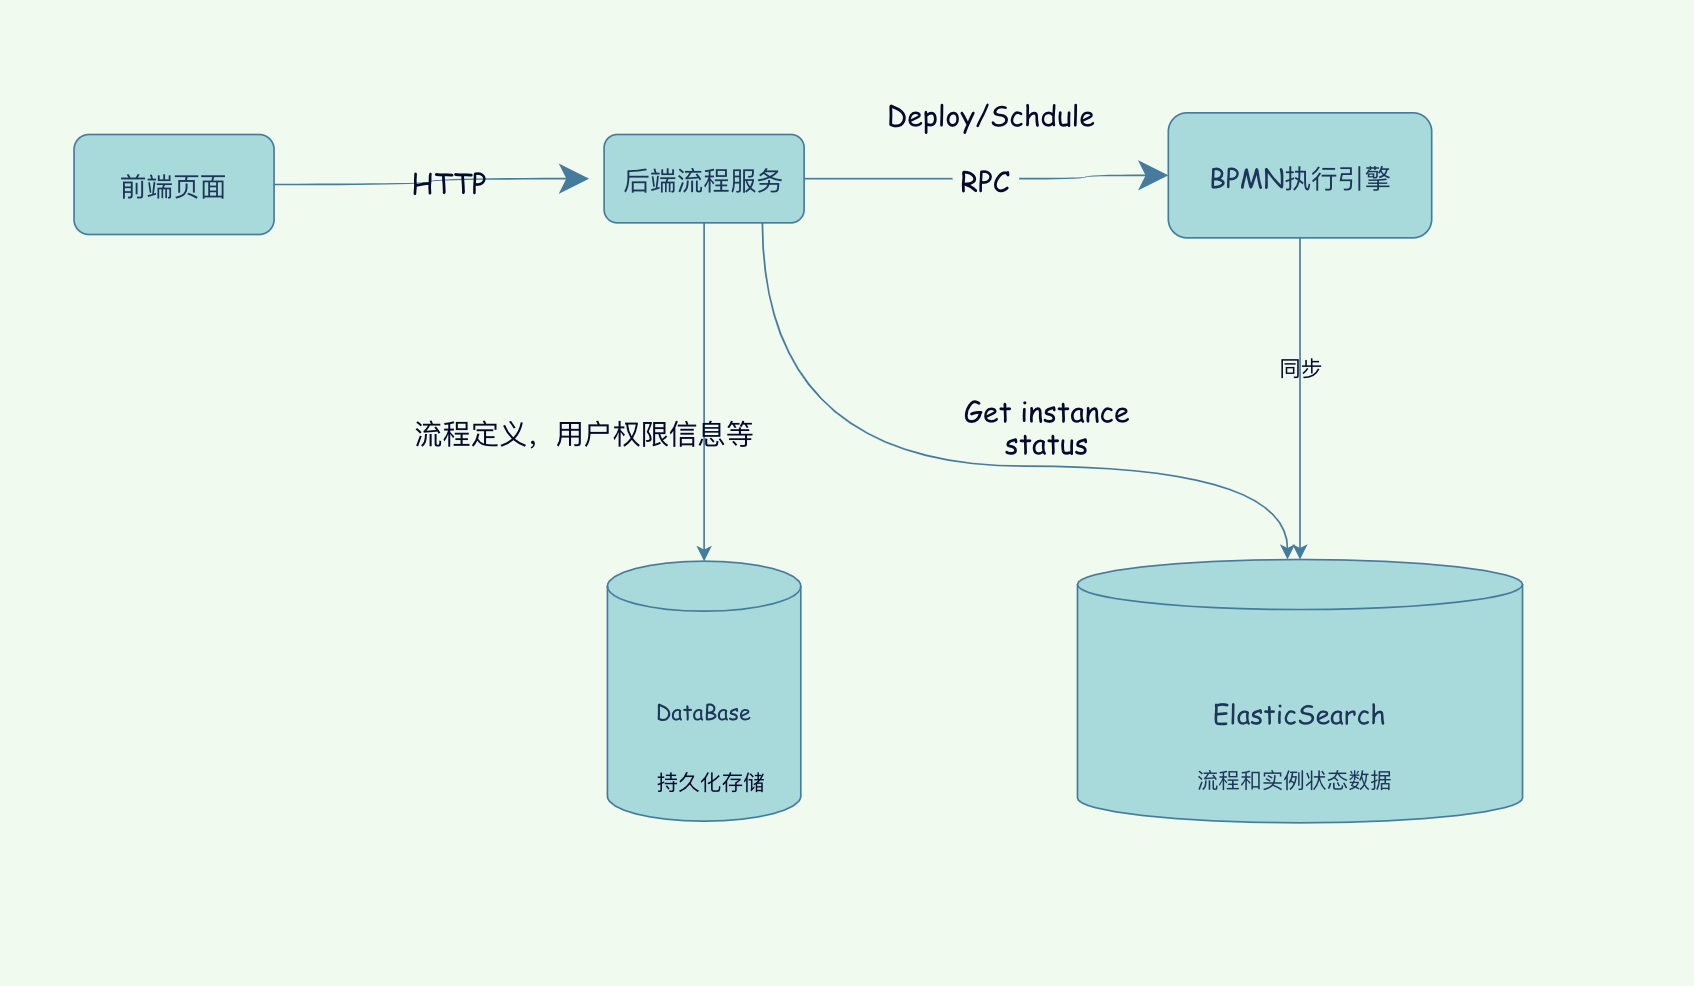 Deploy/Schdule
前端页面
HTTP
后端流程服务
RPC
BPMN执行引擎
同步
流程定义，用户权限信息等
Get instance
status
DataBase
持久化存储
ElasticSearch
流程和实例状态数据